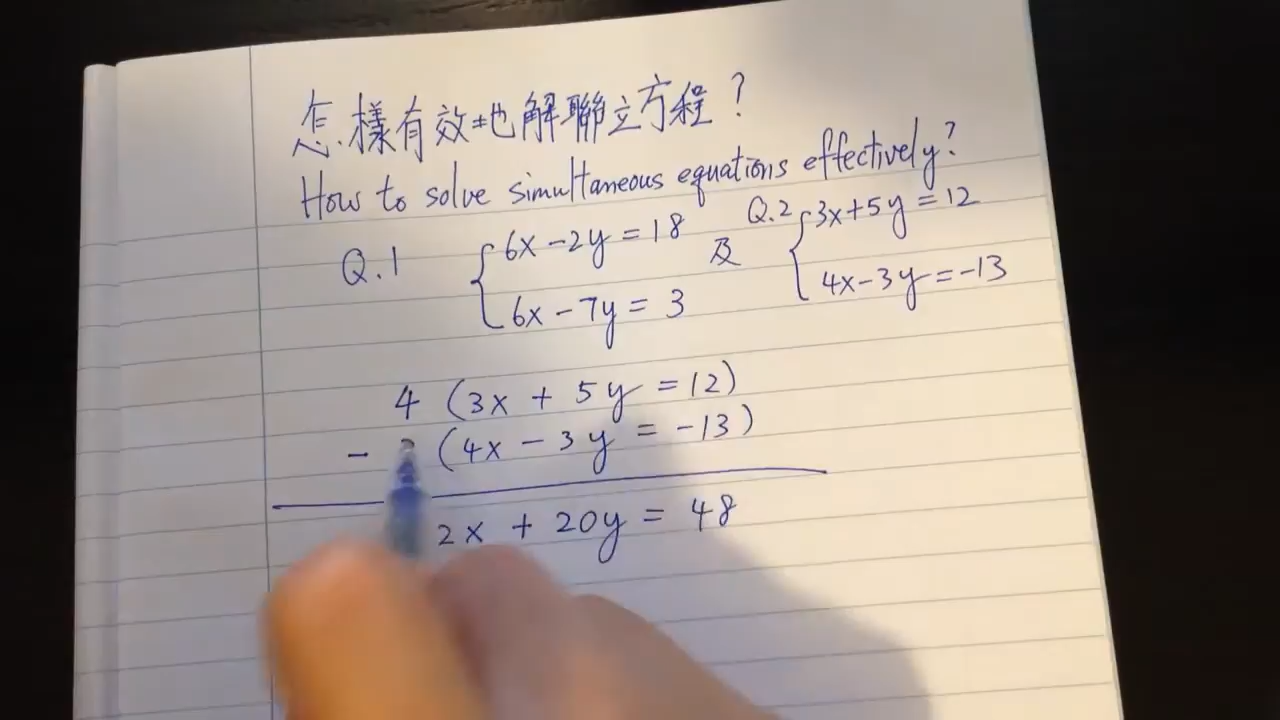 怎樣有效地解聯立方程？
How to solve simultaneous equations effectively?
Q.1 { 6x - 2y = 18 及 Q.2 { 3x + 5y = 12
6x - 7y = 3 4x - 3y = -13
4 (3x + 5y = 12)
- (4x - 3y = -13)
2x + 20y = 48